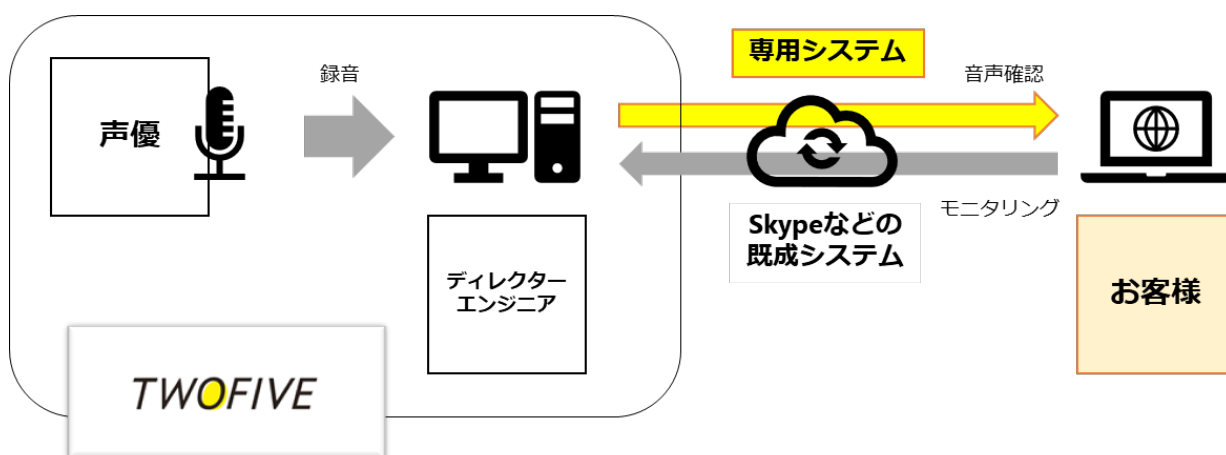 専用システム
録音
音声確認
声優
モニタリング
Skypeなどの
既成システム
ディレクター
エンジニア
お客様
TWOFIVE